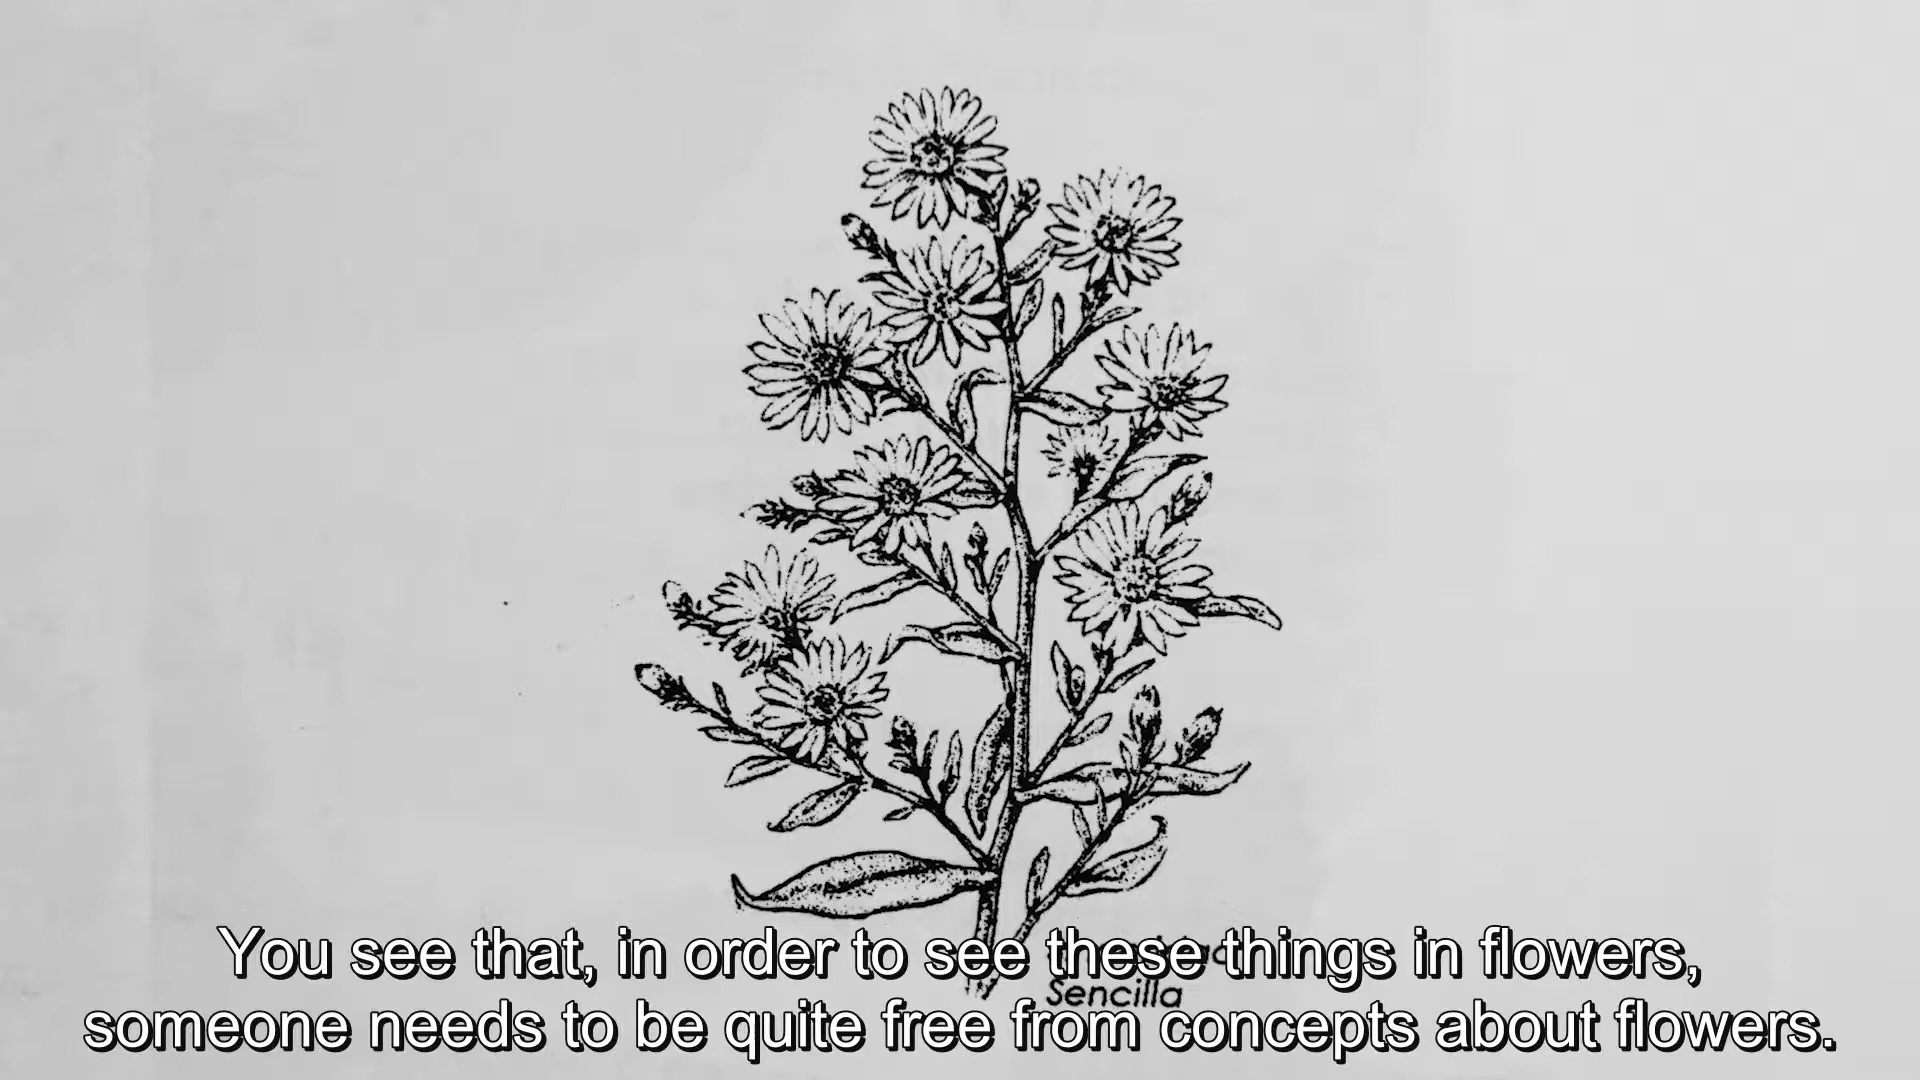 You see that, in order to see these things in flowers,
Sencilla
someone needs to be quite free from concepts about flowers.